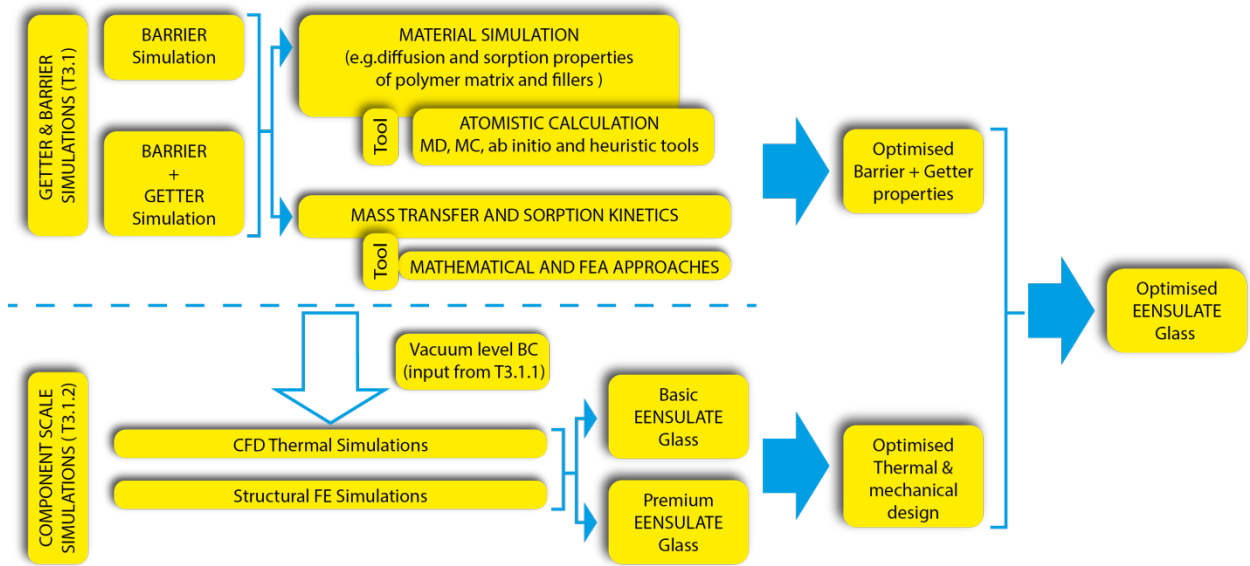 GETTER & BARRIER
SIMULATIONS (T3.1)
BARRIER
Simulation
BARRIER
+
GETTER
Simulation
MATERIAL SIMULATION
(e.g.diffusion and sorption properties
of polymer matrix and fillers )
Tool
ATOMISTIC CALCULATION
MD, MC, ab initio and heuristic tools
MASS TRANSFER AND SORPTION KINETICS
Tool
MATHEMATICAL AND FEA APPROACHES
Optimised
Barrier + Getter
properties
Optimised
EENSULATE
Glass
COMPONENT SCALE
SIMULATIONS ( T3.1.2)
Vacuum level BC
(input from T3.1.1)
CFD Thermal Simulations
Structural FE Simulations
Basic
EENSULATE
Glass
Premium
EENSULATE
Glass
Optimised
Thermal &
mechanical
design